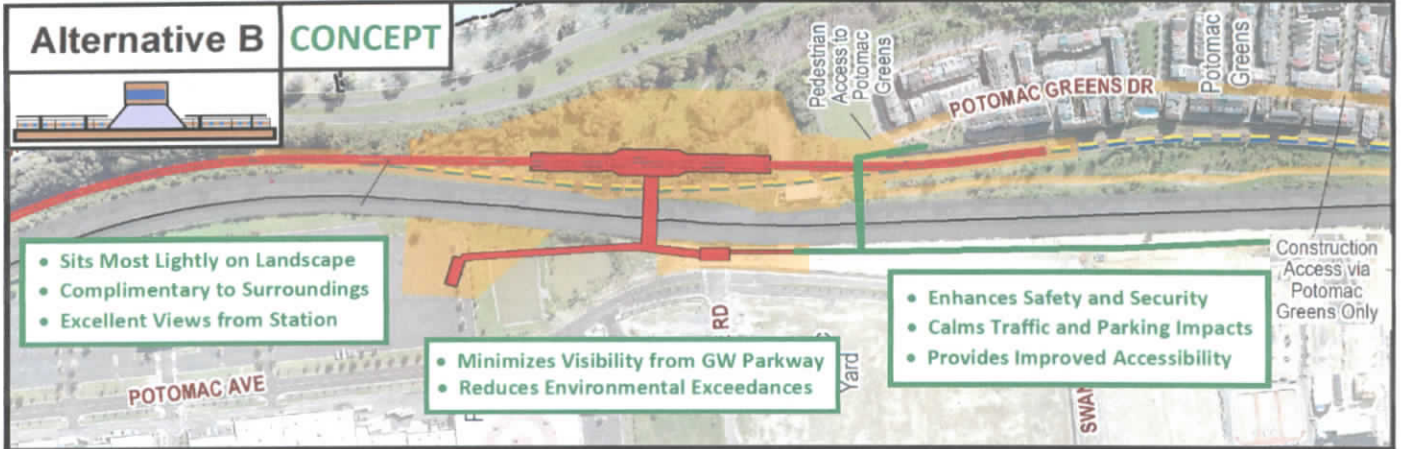 Alternative B
CONCEPT
Pedestrian
Access to
Potomac
Greens
POTOMAC GREENS DR
Potomac
Greens
• Sits Most Lightly on Landscape
• Complimentary to Surroundings
• Excellent Views from Station
• Minimizes Visibility from GW Parkway
• Reduces Environmental Exceedances
• Enhances Safety and Security
• Calms Traffic and Parking Impacts
• Provides Improved Accessibility
Construction
Access via
Potomac
Greens Only
POTOMAC AVE
RD
Yard
SWAN